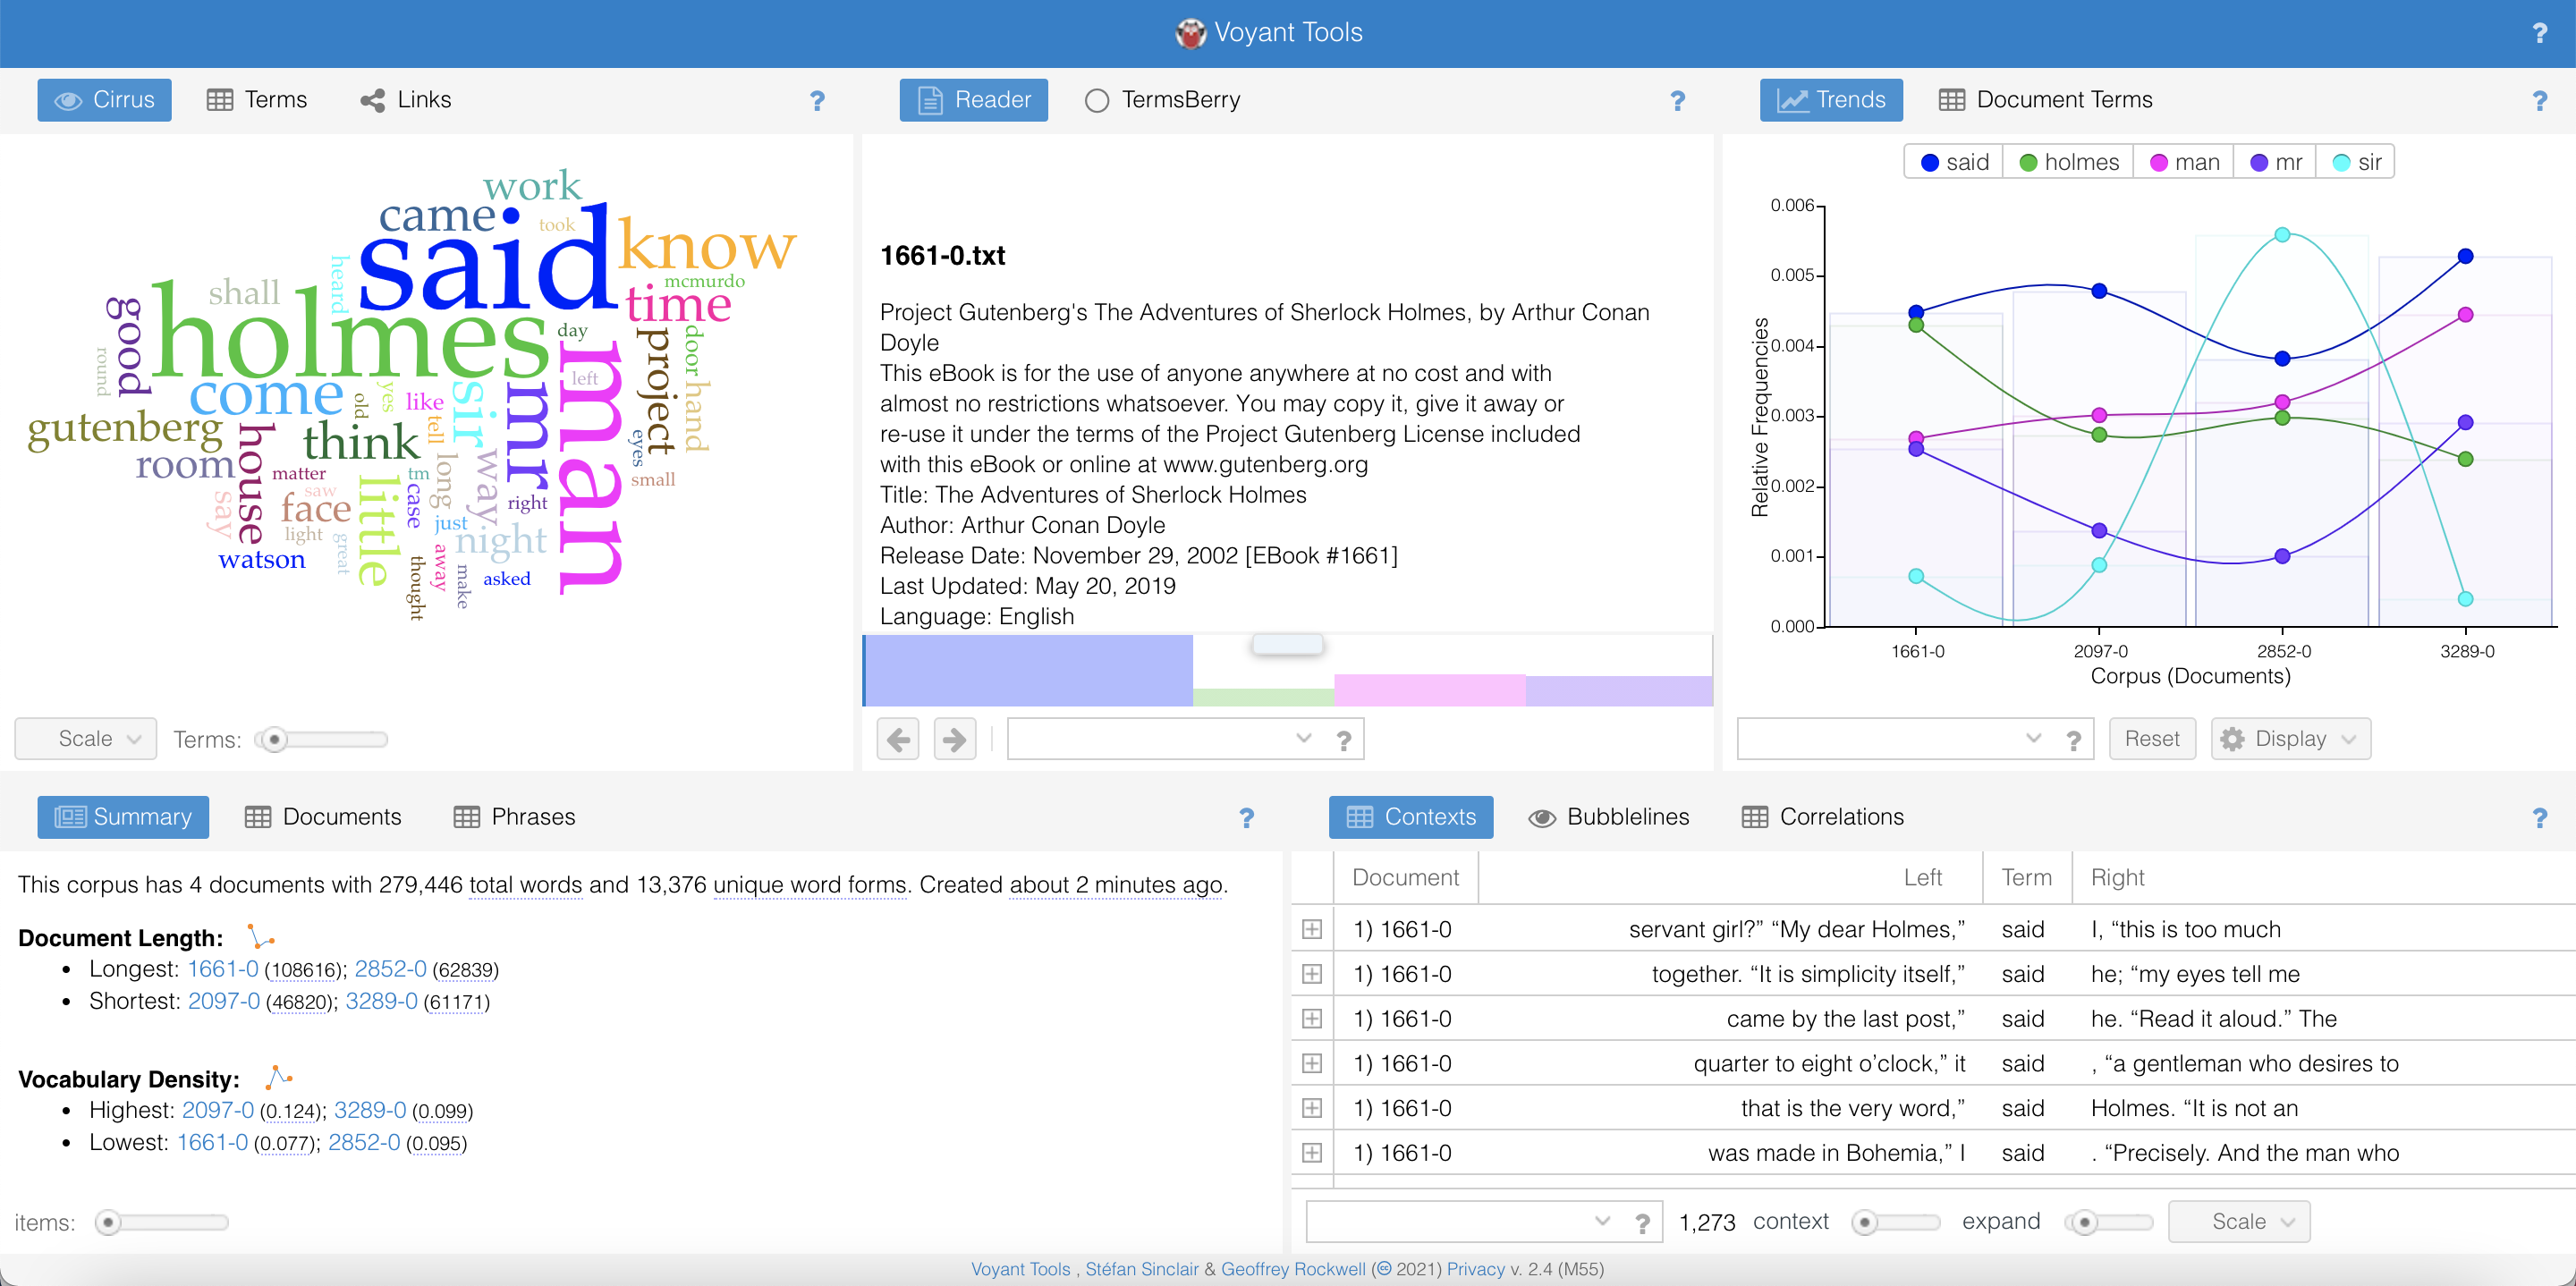 Voyant Tools
?
Cirrus
Terms
Links
?
work
came
took
said
know
heard
mcmurdo
shall
time
good
holmes
day
project
door
round
man
left
come
old
yes
like
sir
mr
hand
gutenberg
house
think
tell
eyes
room
matter
tm
long
way
small
say
saw
face
little
case
right
light
just
night
watson
great
thought
away
make
asked
Scale
Terms:
Reader
TermsBerry
?
1661-0.txt
Project Gutenberg's The Adventures of Sherlock Holmes, by Arthur Conan
Doyle
This eBook is for the use of anyone anywhere at no cost and with
almost no restrictions whatsoever. You may copy it, give it away or
re-use it under the terms of the Project Gutenberg License included
with this eBook or online at www.gutenberg.org
Title: The Adventures of Sherlock Holmes
Author: Arthur Conan Doyle
Release Date: November 29, 2002 [EBook #1661]
Last Updated: May 20, 2019
Language: English
?
Trends
Document Terms
?
said holmes man mr sir
0.006
0.005
0.004
0.003
0.002
0.001
0.000
Relative Frequencies
1661-0 2097-0 2852-0 3289-0
Corpus (Documents)
?
Reset
Display
Summary
Documents
Phrases
?
This corpus has 4 documents with 279,446 total words and 13,376 unique word forms. Created about 2 minutes ago.
Document Length:
• Longest: 1661-0 (108616); 2852-0 (62839)
• Shortest: 2097-0 (46820); 3289-0 (61171)
Vocabulary Density:
• Highest: 2097-0 (0.124); 3289-0 (0.099)
• Lowest: 1661-0 (0.077); 2852-0 (0.095)
items:
Contexts
Bubblelines
Correlations
?
Document Left Term Right
1) 1661-0 servant girl?” “My dear Holmes,” said I, “this is too much
1) 1661-0 together. “It is simplicity itself,” said he; “my eyes tell me
1) 1661-0 came by the last post,” said he. “Read it aloud.” The
1) 1661-0 quarter to eight o’clock,” it said , “a gentleman who desires to
1) 1661-0 that is the very word,” said Holmes. “It is not an
1) 1661-0 was made in Bohemia,” I said . “Precisely. And the man who
?
1,273 context
expand
Scale
Voyant Tools , Stéfan Sinclair & Geoffrey Rockwell (cc 2021) Privacy v. 2.4 (M55)